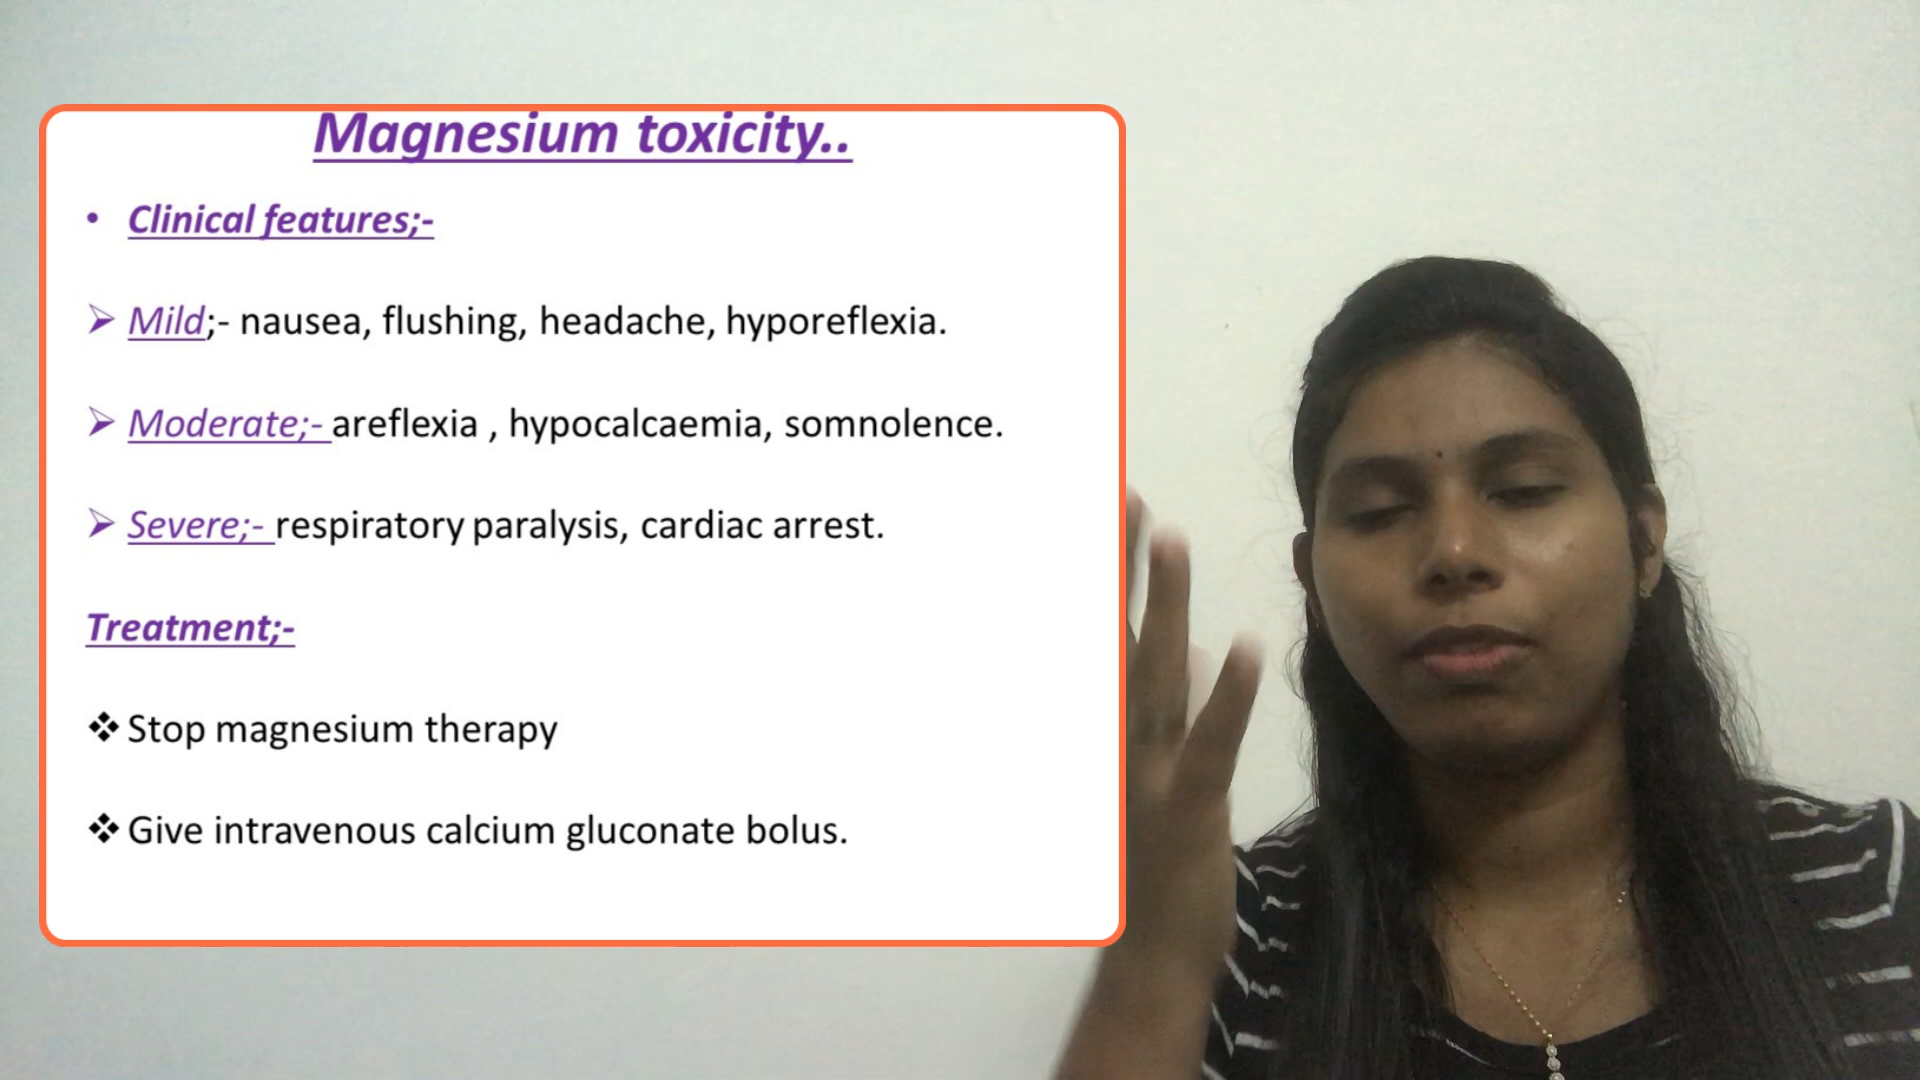 Magnesium toxicity..
• Clinical features;-
➢ Mild;- nausea, flushing, headache, hyporeflexia.
➢ Moderate;- areflexia , hypocalcaemia, somnolence.
➢ Severe;- respiratory paralysis, cardiac arrest.
Treatment;-
❖ Stop magnesium therapy
❖ Give intravenous calcium gluconate bolus.